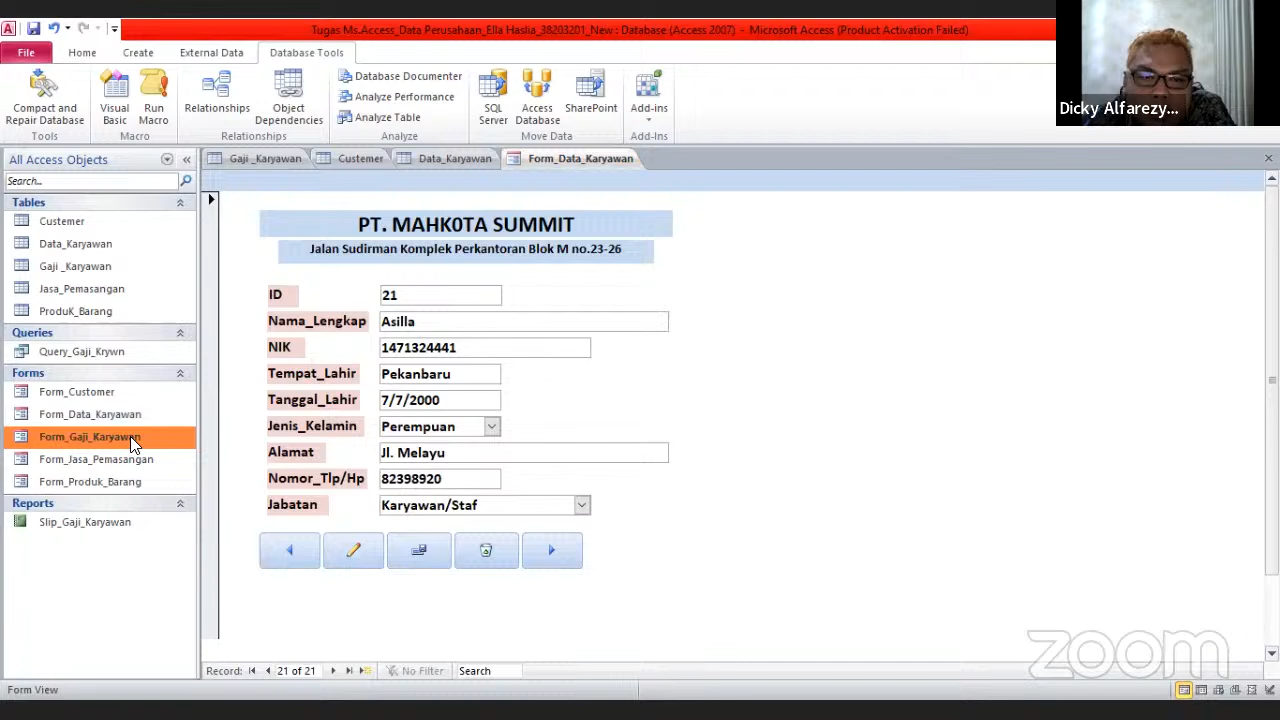 Tugas Ms.Access_Data Perusahaan_Ella Haslia_38203201_New : Database (Access 2007) - Microsoft Access (Product Activation Failed)
File Home Create External Data Database Tools
Dicky Alfarezy...
Compact and Repair Database
Visual Basic
Run Macro
Relationships
Object Dependencies
Database Documenter
Analyze Performance
Analyze Table
SQL Server
Access Database
SharePoint
Add-ins
Tools Macro Relationships Analyze Move Data Add-Ins
All Access Objects
Search...
Tables
Custemer
Data_Karyawan
Gaji _Karyawan
Jasa_Pemasangan
ProduK_Barang
Queries
Query_Gaji_Krywn
Forms
Form_Customer
Form_Data_Karyawan
Form_Gaji_Karyawan
Form_Jasa_Pemasangan
Form_Produk_Barang
Reports
Slip_Gaji_Karyawan
Gaji _Karyawan Custemer Data_Karyawan Form_Data_Karyawan
PT. MAHK0TA SUMMIT
Jalan Sudirman Komplek Perkantoran Blok M no.23-26
ID 21
Nama_Lengkap Asilla
NIK 1471324441
Tempat_Lahir Pekanbaru
Tanggal_Lahir 7/7/2000
Jenis_Kelamin Perempuan
Alamat Jl. Melayu
Nomor_Tlp/Hp 82398920
Jabatan Karyawan/Staf
Record: 21 of 21 No Filter Search
Form View
zoom